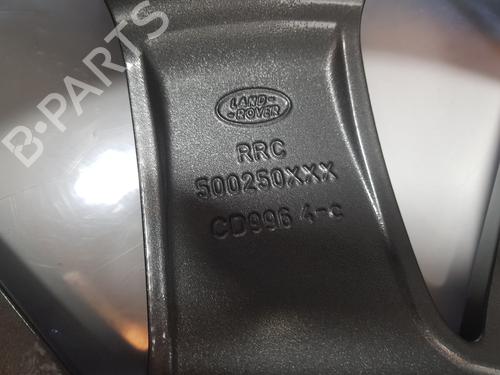 B-PARTS
LAND-
-ROVER
RRC
500250XXX
CD996 4-c